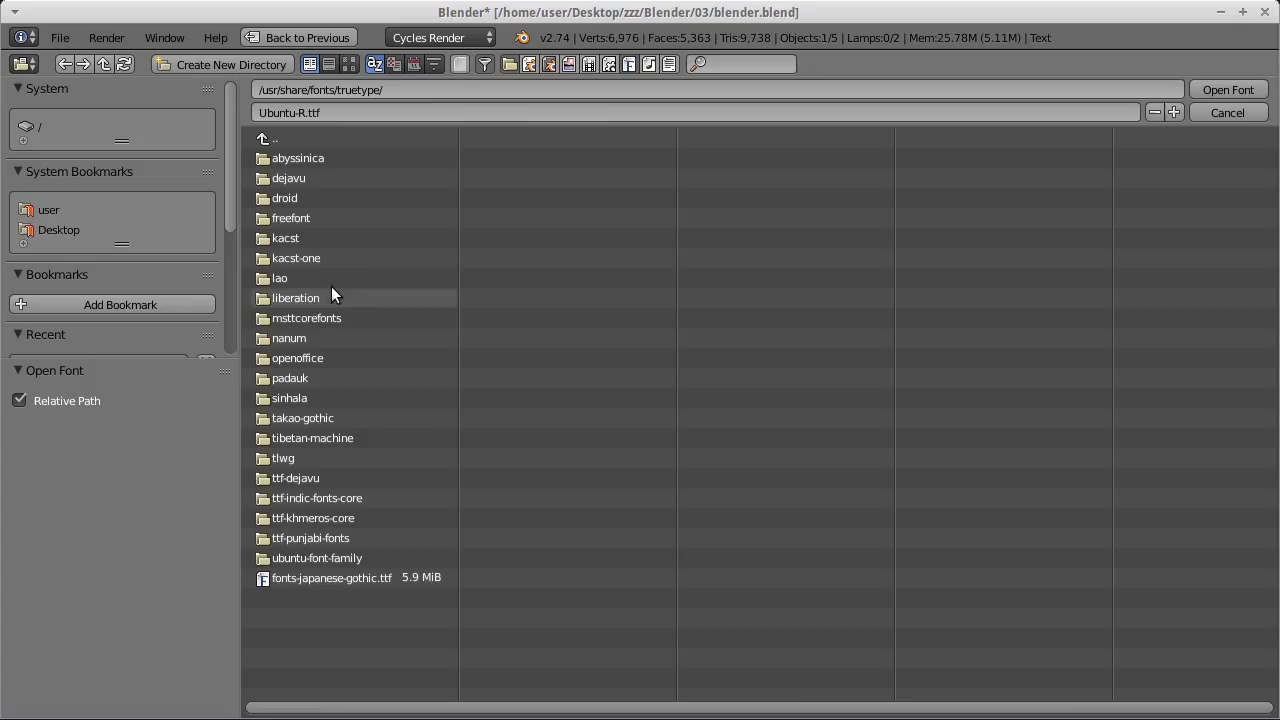 Blender* [/home/user/Desktop/zzz/Blender/03/blender.blend]
File Render Window Help Back to Previous Cycles Render v2.74 | Verts:6,976 | Faces:5,363 | Tris:9,738 | Objects:1/5 | Lamps:0/2 | Mem:25.78M (5.11M) | Text
Create New Directory
System
/
System Bookmarks
user
Desktop
Bookmarks
Add Bookmark
Recent
Open Font
Relative Path
/usr/share/fonts/truetype/ Open Font
Ubuntu-R.ttf Cancel
..
abyssinica
dejavu
droid
freefont
kacst
kacst-one
lao
liberation
msttcorefonts
nanum
openoffice
padauk
sinhala
takao-gothic
tibetan-machine
tlwg
ttf-dejavu
ttf-indic-fonts-core
ttf-khmeros-core
ttf-punjabi-fonts
ubuntu-font-family
fonts-japanese-gothic.ttf 5.9 MiB